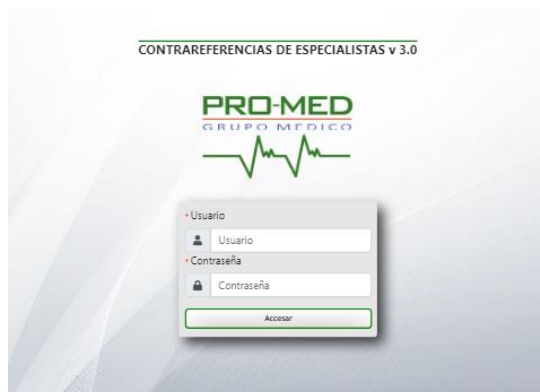 CONTRAREFERENCIAS DE ESPECIALISTAS v 3.0
PRO-MED
GRUPO MEDICO
* Usuario
Usuario
* Contraseña
Contraseña
Accesar